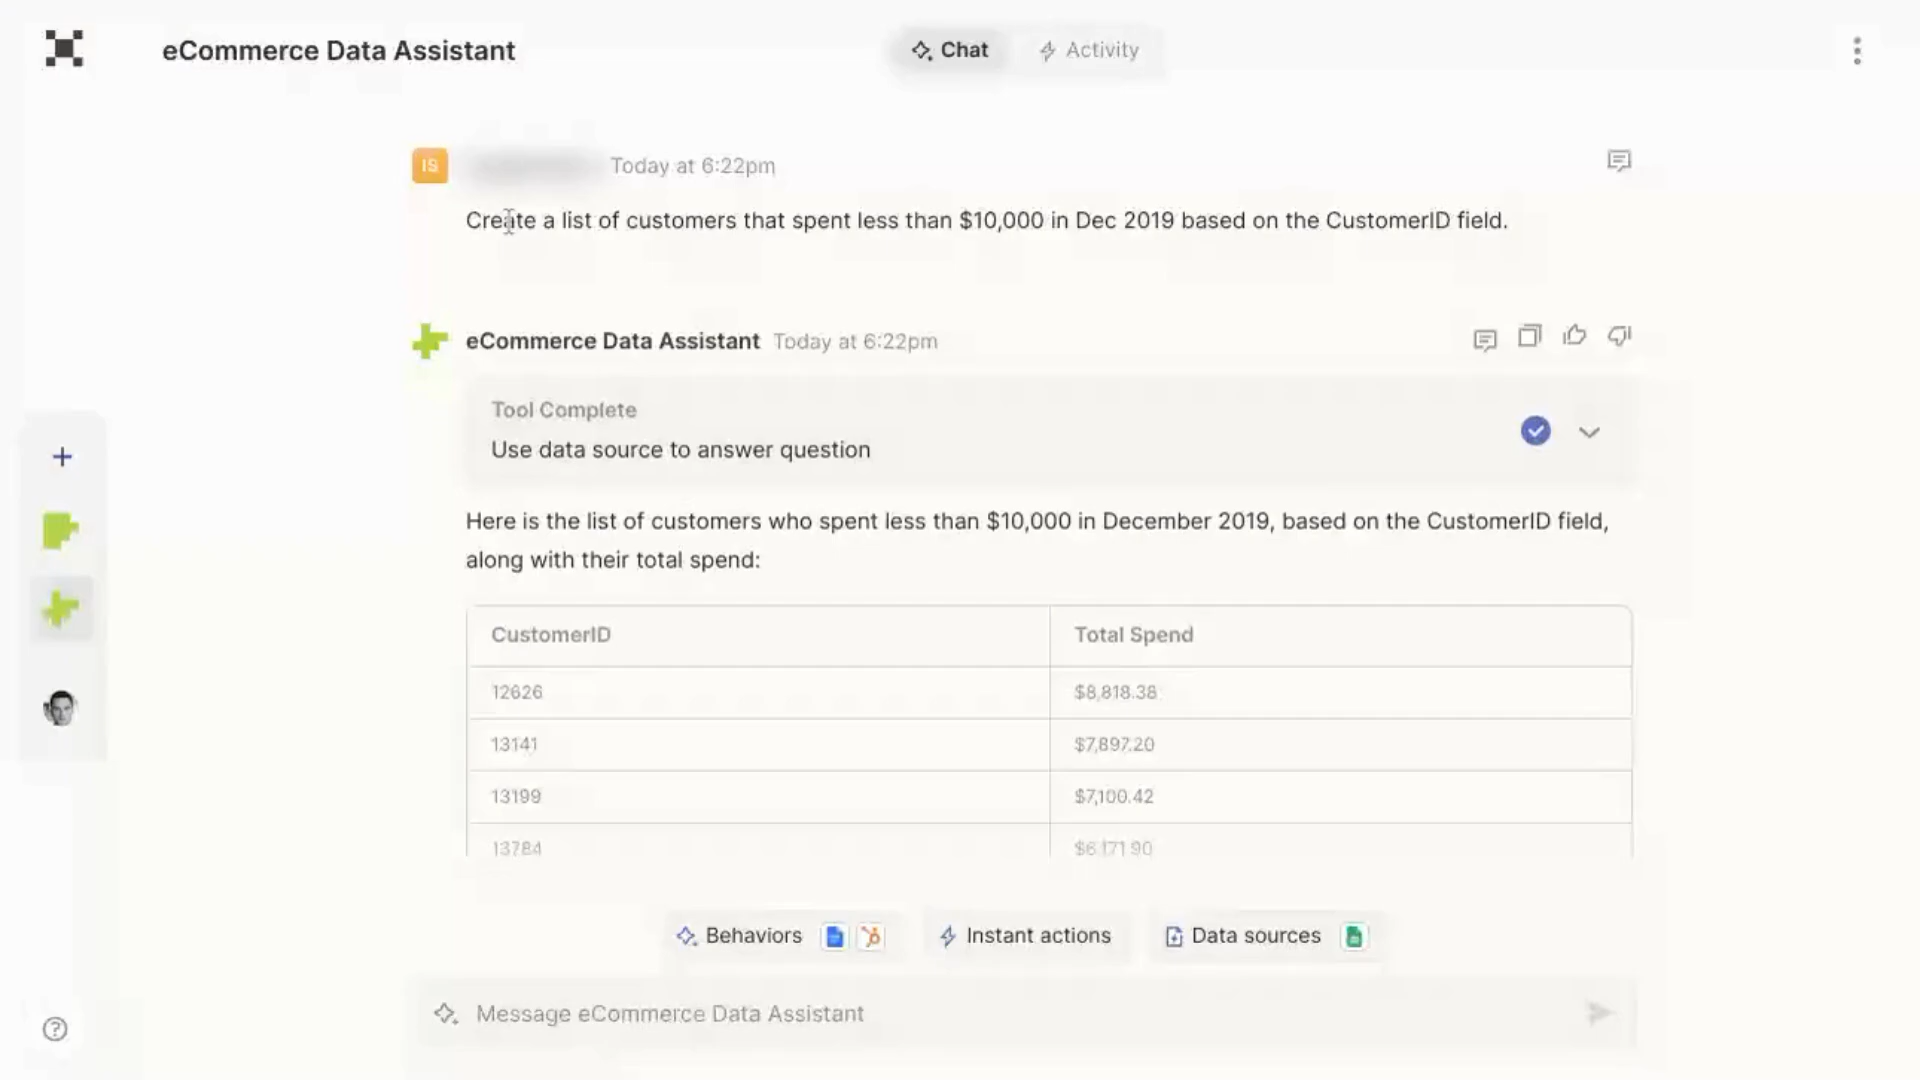 eCommerce Data Assistant
Chat
Activity
IS
Today at 6:22pm
Create a list of customers that spent less than $10,000 in Dec 2019 based on the CustomerID field.
eCommerce Data Assistant Today at 6:22pm
Tool Complete
Use data source to answer question
Here is the list of customers who spent less than $10,000 in December 2019, based on the CustomerID field,
along with their total spend:
CustomerID Total Spend
12626 $8,818.38
13141 $7,897.20
13199 $7,100.42
13784 $6,171.90
Behaviors Instant actions Data sources
Message eCommerce Data Assistant